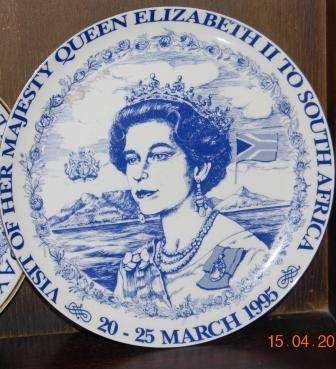 VISIT OF HER MAJESTY QUEEN ELIZABETH II TO SOUTH AFRICA
20 - 25 MARCH 1995
15.04.20